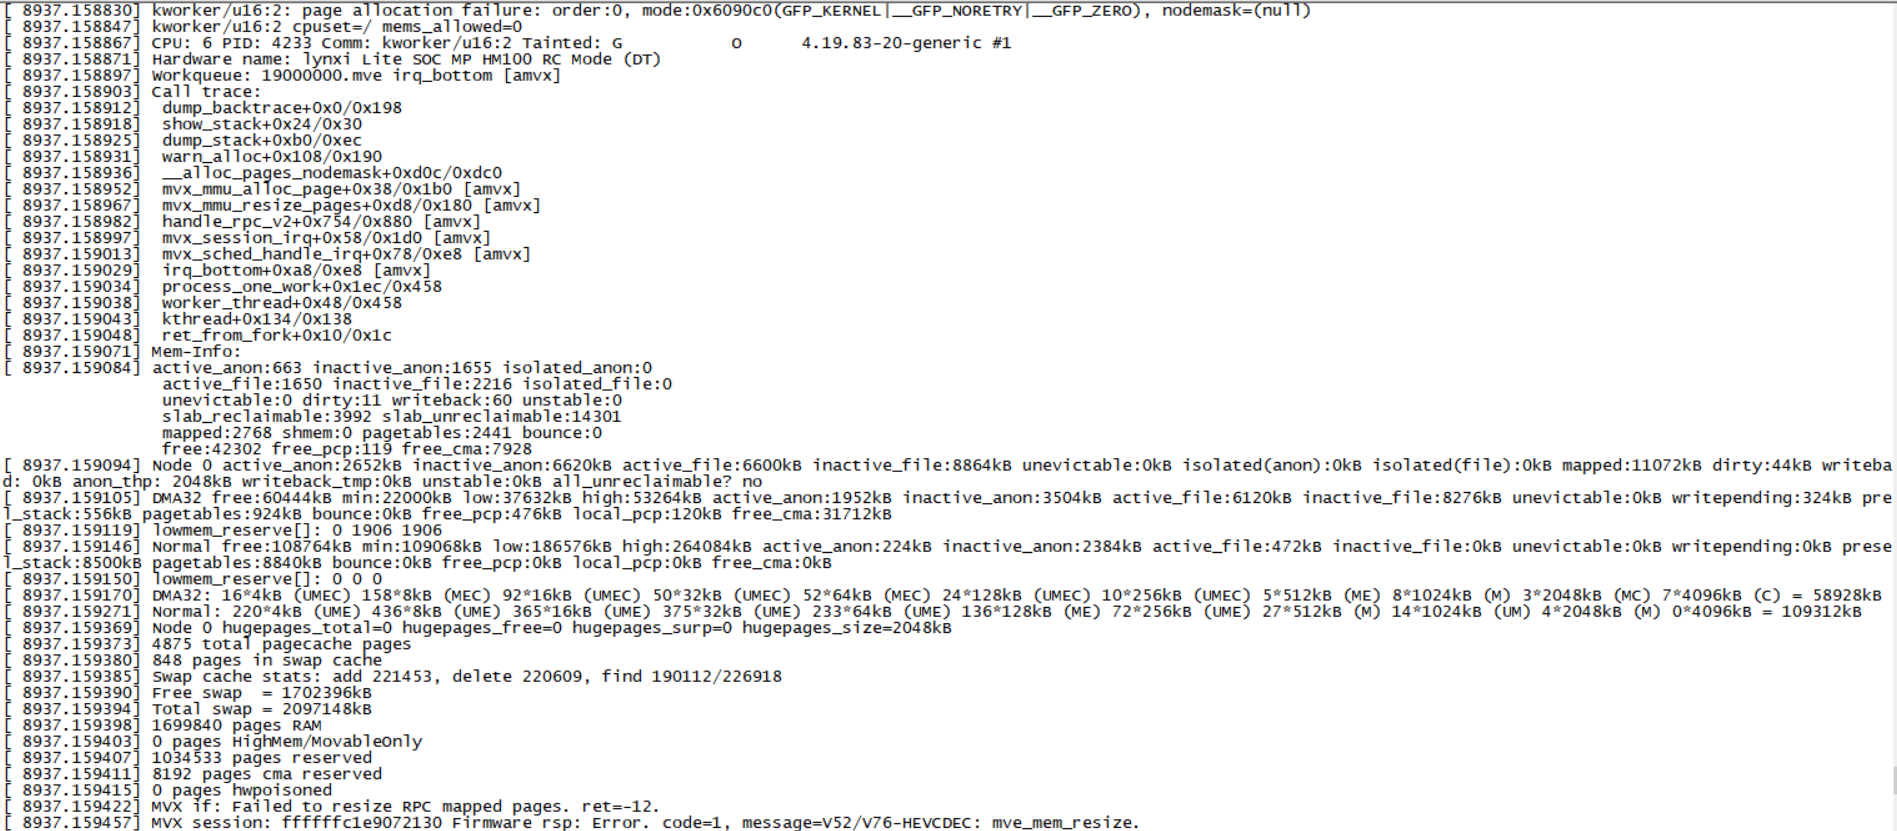 [ 8937.158830] kworker/u16:2: page allocation failure: order:0, mode:0x6090c0(GFP_KERNEL|__GFP_NORETRY|__GFP_ZERO), nodemask=(null)
[ 8937.158847] kworker/u16:2 cpuset=/ mems_allowed=0
[ 8937.158867] CPU: 6 PID: 4233 Comm: kworker/u16:2 Tainted: G           O      4.19.83-20-generic #1
[ 8937.158871] Hardware name: lynxi Lite SOC MP HM100 RC Mode (DT)
[ 8937.158897] Workqueue: 19000000.mve irq_bottom [amvx]
[ 8937.158903] Call trace:
[ 8937.158912]  dump_backtrace+0x0/0x198
[ 8937.158918]  show_stack+0x24/0x30
[ 8937.158925]  dump_stack+0xb0/0xec
[ 8937.158931]  warn_alloc+0x108/0x190
[ 8937.158936]  __alloc_pages_nodemask+0xd0c/0xdc0
[ 8937.158952]  mvx_mmu_alloc_page+0x38/0x1b0 [amvx]
[ 8937.158967]  mvx_mmu_resize_pages+0xd8/0x180 [amvx]
[ 8937.158982]  handle_rpc_v2+0x754/0x880 [amvx]
[ 8937.158997]  mvx_session_irq+0x58/0x1d0 [amvx]
[ 8937.159013]  mvx_sched_handle_irq+0x78/0xe8 [amvx]
[ 8937.159029]  irq_bottom+0xa8/0xe8 [amvx]
[ 8937.159034]  process_one_work+0x1ec/0x458
[ 8937.159038]  worker_thread+0x48/0x458
[ 8937.159043]  kthread+0x134/0x138
[ 8937.159048]  ret_from_fork+0x10/0x1c
[ 8937.159071] Mem-Info:
[ 8937.159084] active_anon:663 inactive_anon:1655 isolated_anon:0
active_file:1650 inactive_file:2216 isolated_file:0
unevictable:0 dirty:11 writeback:60 unstable:0
slab_reclaimable:3992 slab_unreclaimable:14301
mapped:2768 shmem:0 pagetables:2441 bounce:0
free:42302 free_pcp:119 free_cma:7928
[ 8937.159094] Node 0 active_anon:2652kB inactive_anon:6620kB active_file:6600kB inactive_file:8864kB unevictable:0kB isolated(anon):0kB isolated(file):0kB mapped:11072kB dirty:44kB writeba
d: 0kB anon_thp: 2048kB writeback_tmp:0kB unstable:0kB all_unreclaimable? no
[ 8937.159105] DMA32 free:60444kB min:22000kB low:37632kB high:53264kB active_anon:1952kB inactive_anon:3504kB active_file:6120kB inactive_file:8276kB unevictable:0kB writepending:324kB pre
l_stack:556kB pagetables:924kB bounce:0kB free_pcp:476kB local_pcp:120kB free_cma:31712kB
[ 8937.159119] lowmem_reserve[]: 0 1906 1906
[ 8937.159146] Normal free:108764kB min:109068kB low:186576kB high:264084kB active_anon:224kB inactive_anon:2384kB active_file:472kB inactive_file:0kB unevictable:0kB writepending:0kB prese
l_stack:8500kB pagetables:8840kB bounce:0kB free_pcp:0kB local_pcp:0kB free_cma:0kB
[ 8937.159150] lowmem_reserve[]: 0 0 0
[ 8937.159170] DMA32: 16*4kB (UMEC) 158*8kB (MEC) 92*16kB (UMEC) 50*32kB (UMEC) 52*64kB (UMEC) 24*128kB (UMEC) 10*256kB (UMEC) 5*512kB (ME) 8*1024kB (M) 3*2048kB (MC) 7*4096kB (C) = 58928kB
[ 8937.159271] Normal: 220*4kB (UME) 436*8kB (UME) 365*16kB (UME) 375*32kB (UME) 233*64kB (UME) 136*128kB (ME) 72*256kB (UME) 27*512kB (M) 14*1024kB (UM) 4*2048kB (M) 0*4096kB = 109312kB
[ 8937.159369] Node 0 hugepages_total=0 hugepages_free=0 hugepages_surp=0 hugepages_size=2048kB
[ 8937.159373] 4875 total pagecache pages
[ 8937.159380] 848 pages in swap cache
[ 8937.159385] Swap cache stats: add 221453, delete 220609, find 190112/226918
[ 8937.159390] Free swap  = 1702396kB
[ 8937.159394] Total swap = 2097148kB
[ 8937.159398] 1699840 pages RAM
[ 8937.159403] 0 pages HighMem/MovableOnly
[ 8937.159407] 1034533 pages reserved
[ 8937.159411] 8192 pages cma reserved
[ 8937.159415] 0 pages hwpoisoned
[ 8937.159422] MVX if: Failed to resize RPC mapped pages. ret=-12.
[ 8937.159457] MVX session: ffffffc1e9072130 Firmware rsp: Error. code=1, message=V52/V76-HEVCDEC: mve_mem_resize.